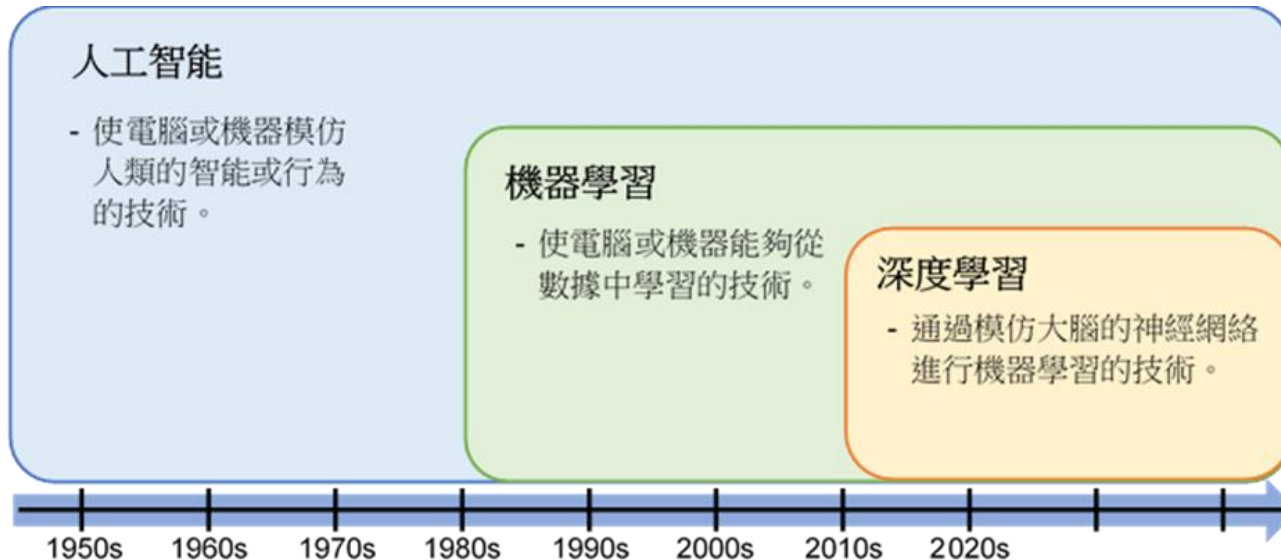 人工智能
- 使電腦或機器模仿
人類的智能或行為
的技術。
機器學習
- 使電腦或機器能夠從
數據中學習的技術。
深度學習
- 通過模仿大腦的神經網絡
進行機器學習的技術。
1950s 1960s 1970s 1980s 1990s 2000s 2010s 2020s